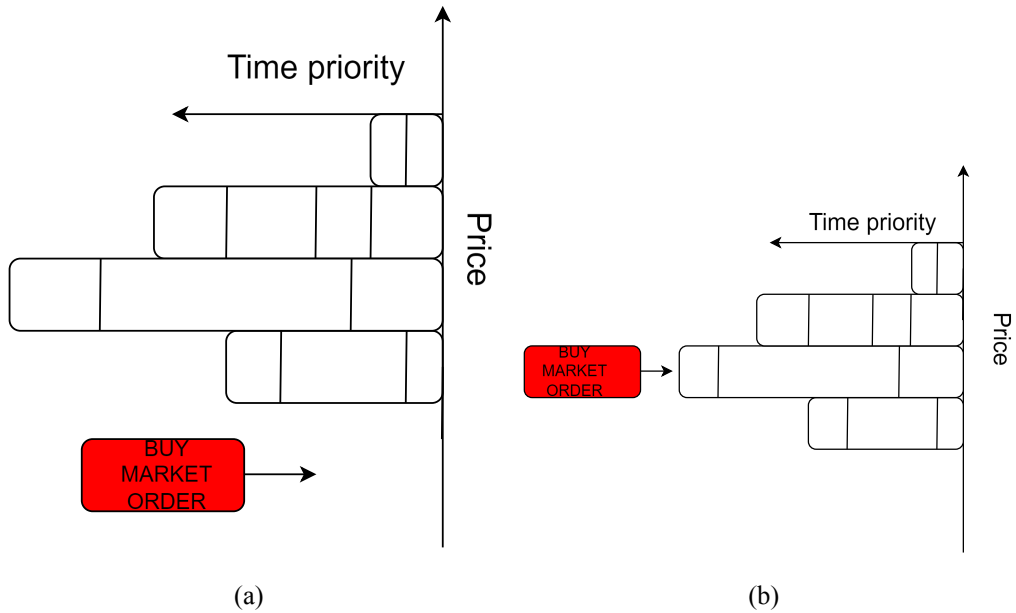 Time priority
Price
BUY
MARKET
ORDER
(a)
Time priority
Price
BUY
MARKET
ORDER
(b)